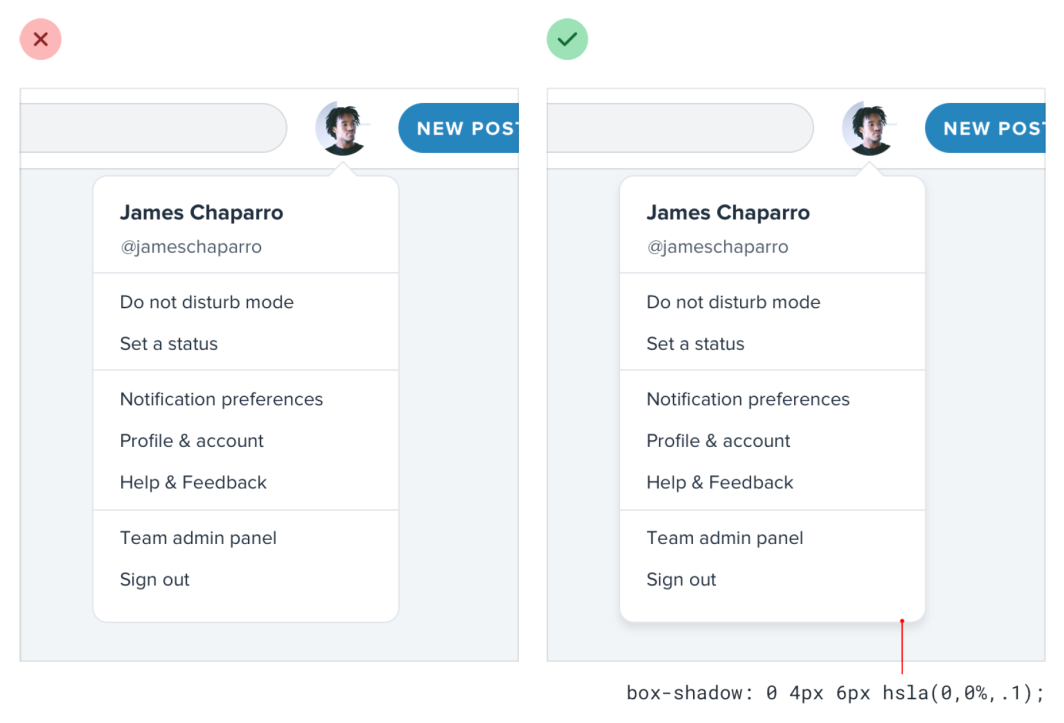 NEW POST
James Chaparro
@jameschaparro
Do not disturb mode
Set a status
Notification preferences
Profile & account
Help & Feedback
Team admin panel
Sign out
NEW POST
James Chaparro
@jameschaparro
Do not disturb mode
Set a status
Notification preferences
Profile & account
Help & Feedback
Team admin panel
Sign out
box-shadow: 0 4px 6px hsla(0,0%,.1);